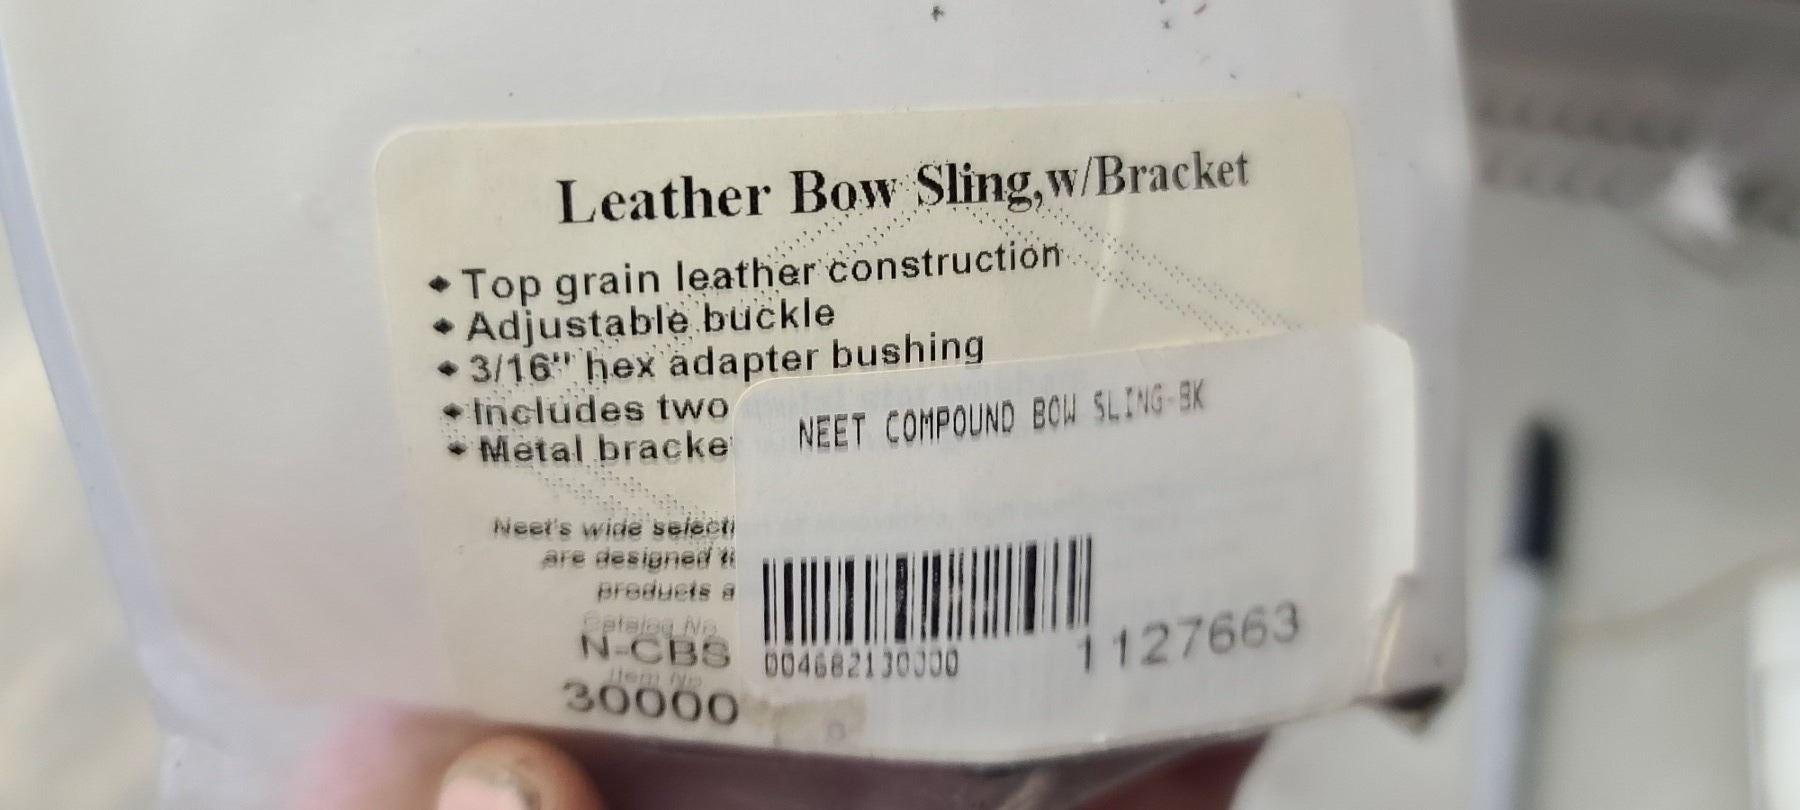 Leather Bow Sling,w/Bracket
Top grain leather construction
Adjustable buckle
3/16" hex adapter bushing
Includes two
Metal bracke
NEET COMPOUND BOW SLING-BK
Neet's wide selecti
are designed t
products a
Catalog No.
N-CBS
Item No.
30000
004682130000
1127663